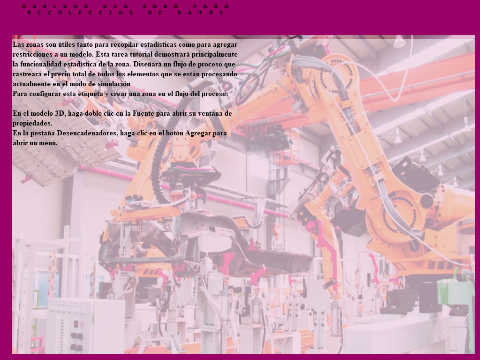 RECOLECCIÓN DE DATOS
Las zonas son útiles tanto para recopilar estadísticas como para agregar
restricciones a un modelo. Esta tarea tutorial demostrará principalmente
la funcionalidad estadística de la zona. Diseñará un flujo de proceso que
rastreará el precio total de todos los elementos que se están procesando
actualmente en el modo de simulación
Para configurar esta etiqueta y crear una zona en el flujo del proceso:
En el modelo 3D, haga doble clic en la Fuente para abrir su ventana de
propiedades.
En la pestaña Desencadenadores, haga clic en el botón Agregar para
abrir un menú.